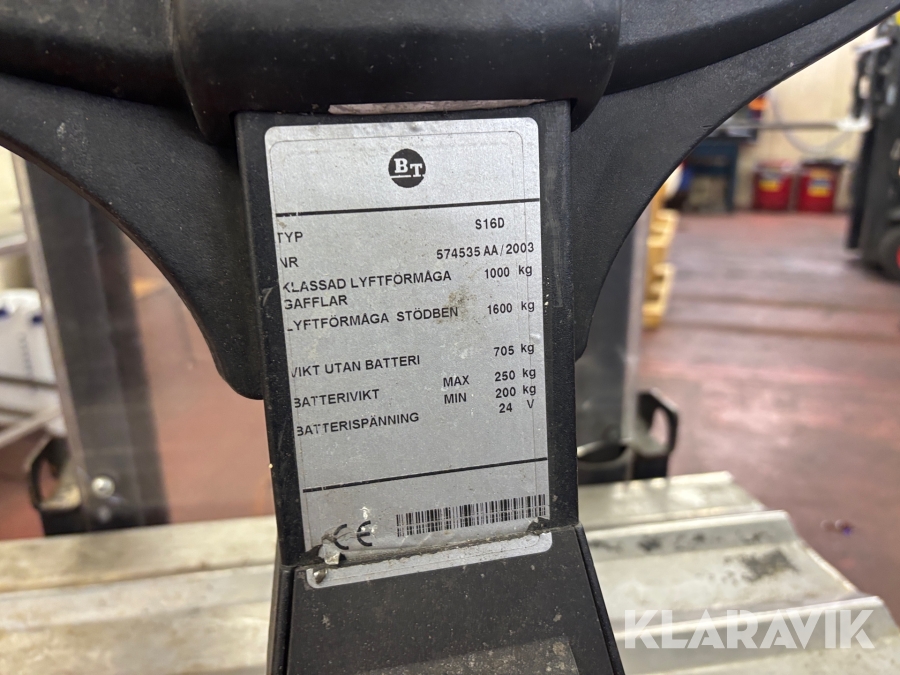 BT.
TYP S16D
NR 574535 AA/2003
KLASSAD LYFTFÖRMÅGA 1000 kg
GAFFLAR
LYFTFÖRMÅGA STÖDBEN 1600 kg
VIKT UTAN BATTERI 705 kg
BATTERIVIKT MAX 250 kg
MIN 200 kg
BATTERISPÄNNING 24 V
CE
KLARAVIK